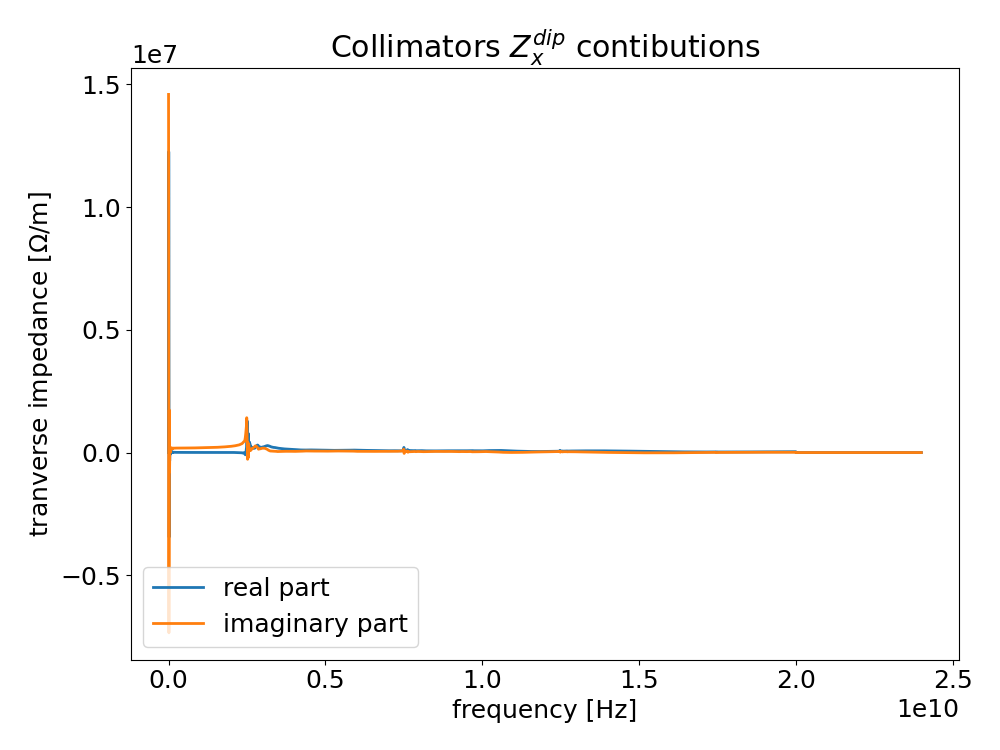 Collimators $Z_x^{dip}$ contibutions
1e7
1.5
1.0
0.5
0.0
−0.5
tranverse impedance [Ω/m]
real part
imaginary part
0.0 0.5 1.0 1.5 2.0 2.5
frequency [Hz]
1e10